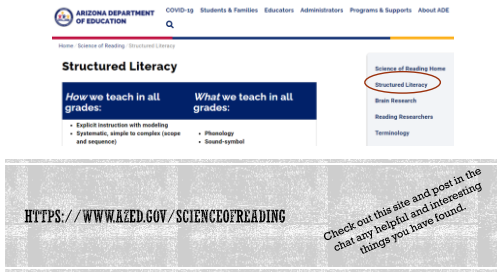 ARIZONA DEPARTMENT
OF EDUCATION
COVID-19 Students & Families Educators Administrators Programs & Supports About ADE
Home Science of Reading Structured Literacy
Structured Literacy
How we teach in all
grades:
What we teach in all
grades:
• Explicit instruction with modeling
• Systematic, simple to complex (scope
and sequence)
• Phonology
• Sound-symbol
Science of Reading Home
Structured Literacy
Brain Research
Reading Researchers
Terminology
HTTPS://WWW.AZED.GOV/SCIENCEOFREADING
Check out this site and post in the
chat any helpful and interesting
things you have found.